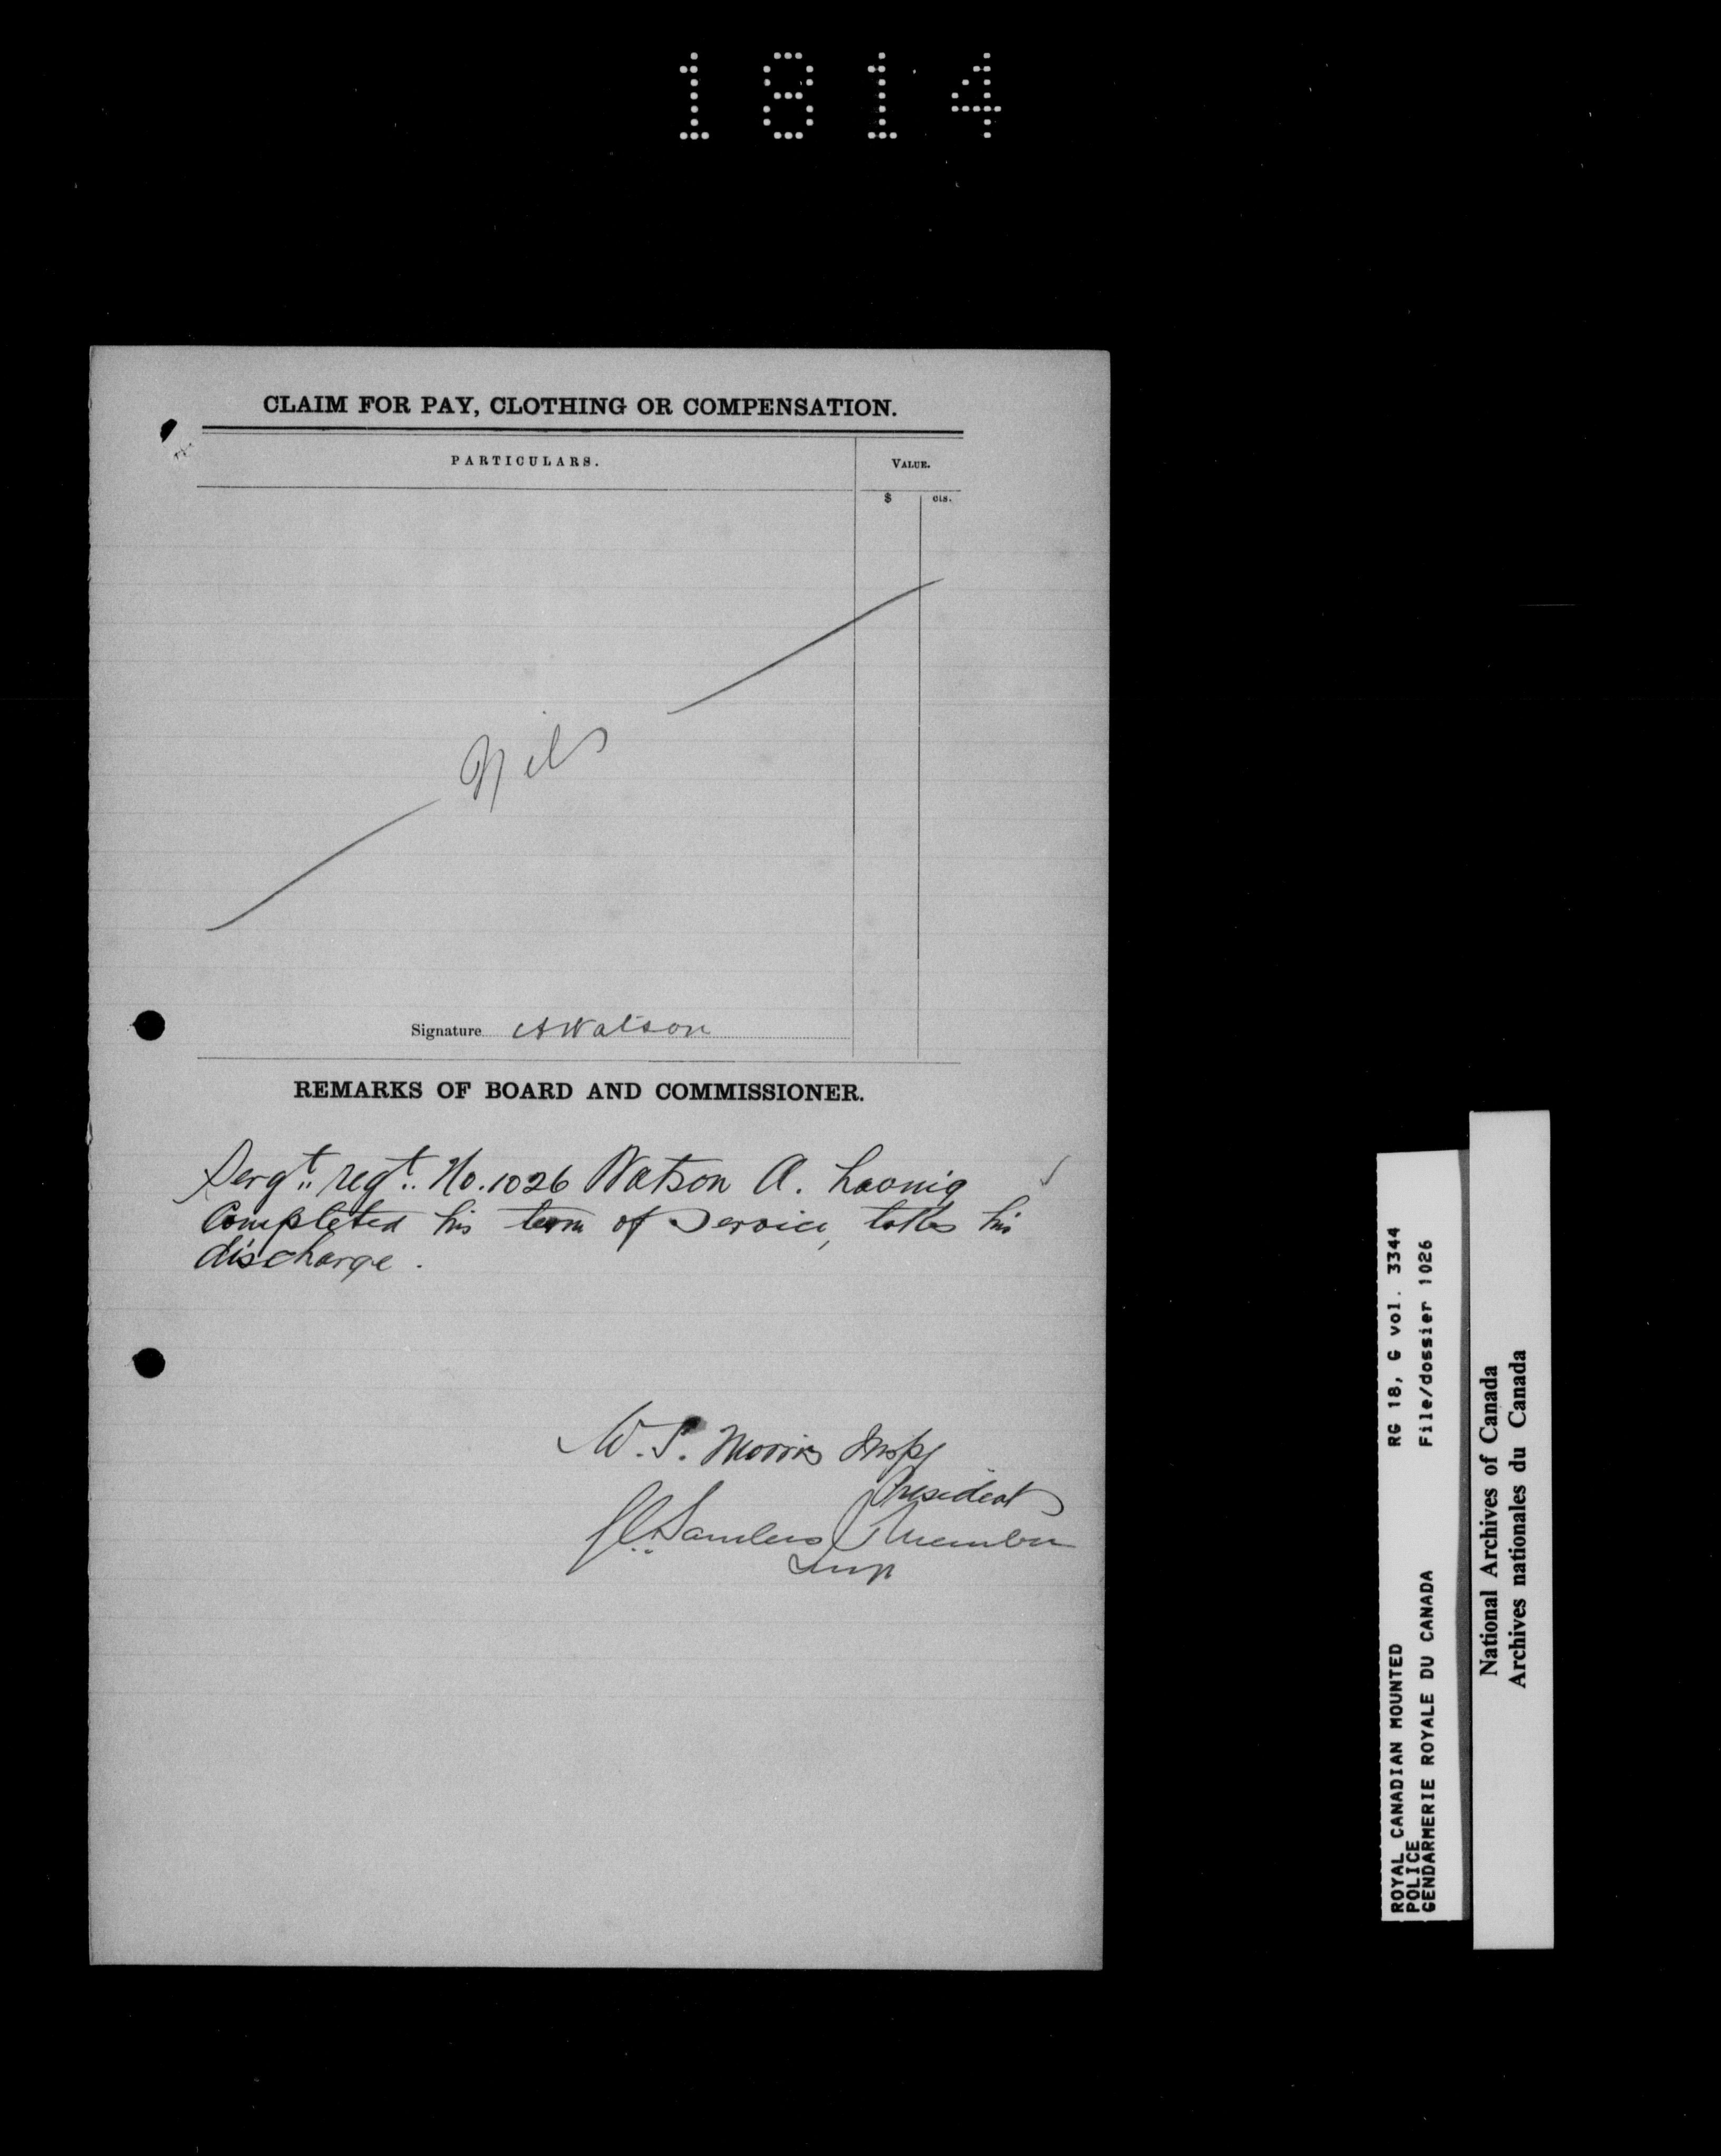 1814
CLAIM FOR PAY, CLOTHING OR COMPENSATION.
PARTICULARS.
VALUE.
$ cts.
Nil
Signature A Watson
REMARKS OF BOARD AND COMMISSIONER.
Sergt. regt. No. 1026 Watson A. having
Completed his term of Service, takes his
discharge.
W. S. Morris Insp
President
G. Sanders Member
Insp
ROYAL CANADIAN MOUNTED RG 18, G vol. 3344
POLICE
GENDARMERIE ROYALE DU CANADA File/dossier 1026
National Archives of Canada
Archives nationales du Canada